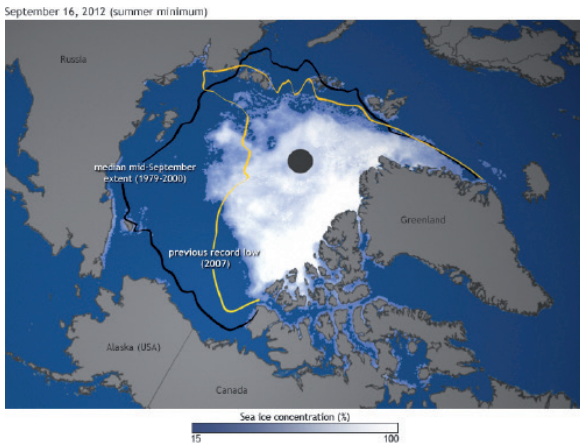 September 16, 2012 (summer minimum)
Russia
median mid-September
extent (1979-2000)
Greenland
previous record low
(2007)
Alaska (USA)
Canada
Sea ice concentration (%)
15
100